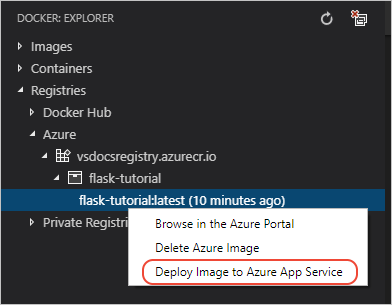 DOCKER: EXPLORER
Images
Containers
Registries
Docker Hub
Azure
vsdocsregistry.azurecr.io
flask-tutorial
flask-tutorial:latest (10 minutes ago)
Private Registri
Browse in the Azure Portal
Delete Azure Image
Deploy Image to Azure App Service